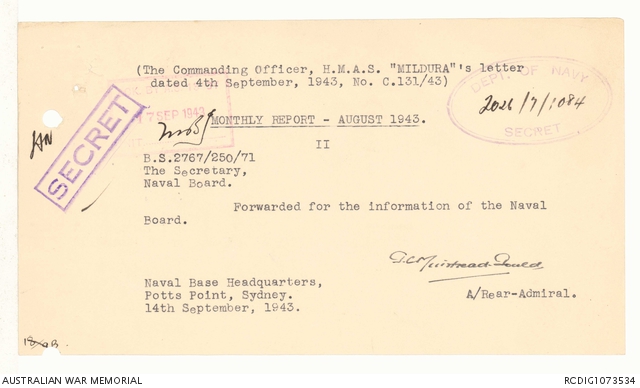 (The Commanding Officer, H.M.A.S. "MILDURA"'s letter
dated 4th September, 1943, No. C.131/43)
DEPT. OF NAVY
2026/7/1084
SECRET
17 SEP 1943
SECRET
MONTHLY REPORT - AUGUST 1943.
II
B.S.2767/250/71
The Secretary,
Naval Board.
Forwarded for the information of the Naval
Board.
G.C. Muirhead-Gould
Naval Base Headquarters,
Potts Point, Sydney.
14th September, 1943.
A/Rear-Admiral.
AUSTRALIAN WAR MEMORIAL
RCDIG1073534